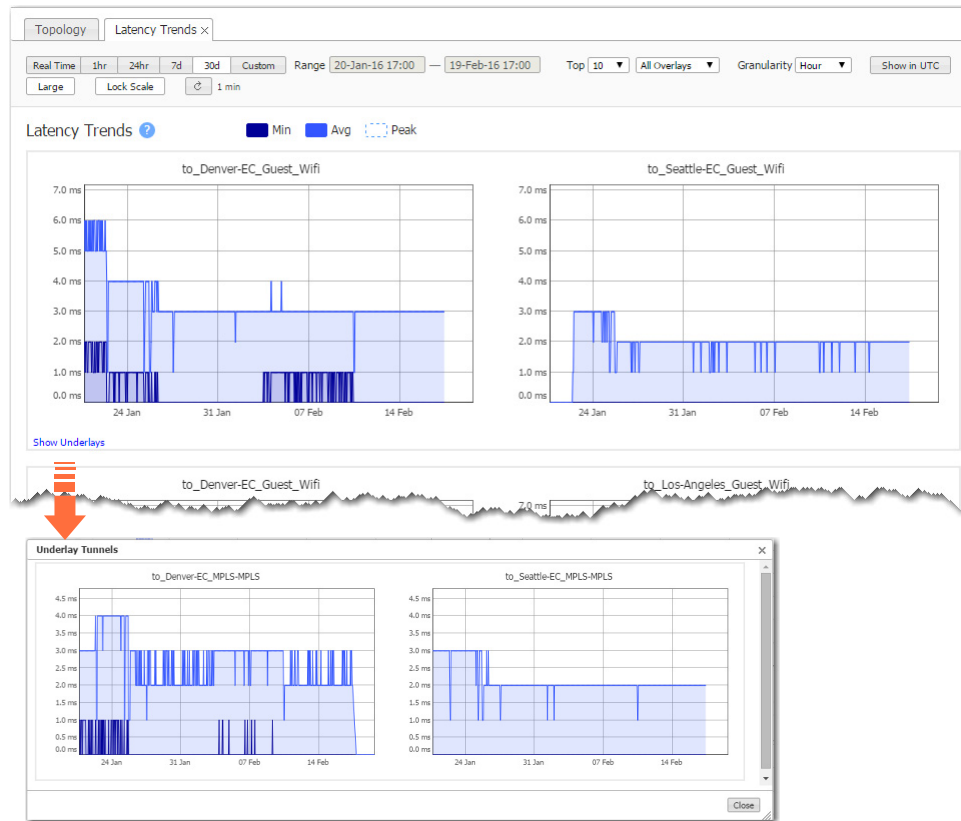 Topology Latency Trends ×
Real Time 1hr 24hr 7d 30d Custom Range 20-Jan-16 17:00 — 19-Feb-16 17:00 Top 10 ▼ All Overlays ▼ Granularity Hour ▼ Show in UTC
Large Lock Scale 1 min
Latency Trends ? Min Avg Peak
to_Denver-EC_Guest_Wifi
7.0 ms
6.0 ms
5.0 ms
4.0 ms
3.0 ms
2.0 ms
1.0 ms
0.0 ms
24 Jan 31 Jan 07 Feb 14 Feb
Show Underlays
to_Seattle-EC_Guest_Wifi
7.0 ms
6.0 ms
5.0 ms
4.0 ms
3.0 ms
2.0 ms
1.0 ms
0.0 ms
24 Jan 31 Jan 07 Feb 14 Feb
to_Denver-EC_Guest_Wifi
to_Los-Angeles_Guest_Wifi
7.0 ms
Underlay Tunnels ×
to_Denver-EC_MPLS-MPLS
4.5 ms
4.0 ms
3.5 ms
3.0 ms
2.5 ms
2.0 ms
1.5 ms
1.0 ms
0.5 ms
0.0 ms
24 Jan 31 Jan 07 Feb 14 Feb
to_Seattle-EC_MPLS-MPLS
4.5 ms
4.0 ms
3.5 ms
3.0 ms
2.5 ms
2.0 ms
1.5 ms
1.0 ms
0.5 ms
0.0 ms
24 Jan 31 Jan 07 Feb 14 Feb
Close